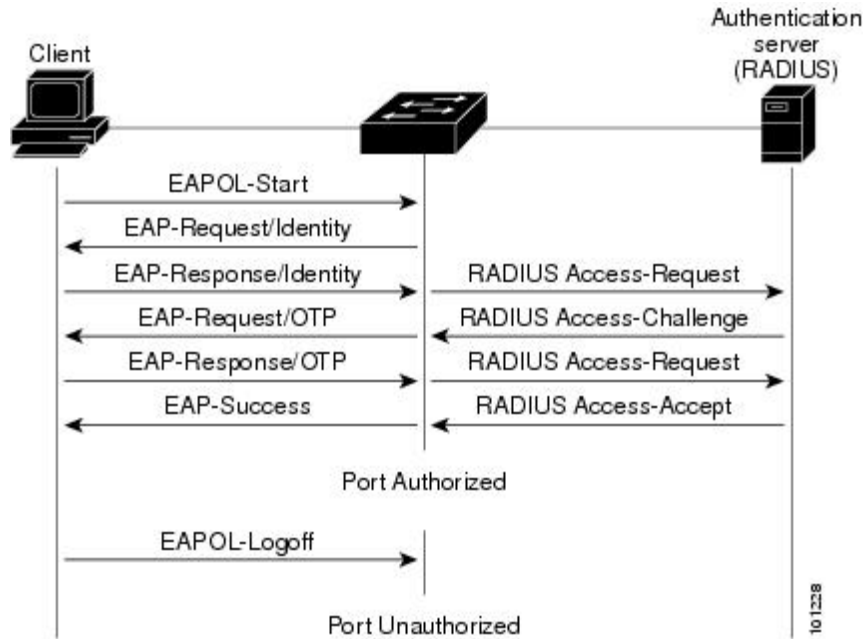 Authentication
server
(RADIUS)
Client
EAPOL-Start
EAP-Request/Identity
EAP-Response/Identity
RADIUS Access-Request
EAP-Request/OTP
RADIUS Access-Challenge
EAP-Response/OTP
RADIUS Access-Request
EAP-Success
RADIUS Access-Accept
Port Authorized
EAPOL-Logoff
Port Unauthorized
101228